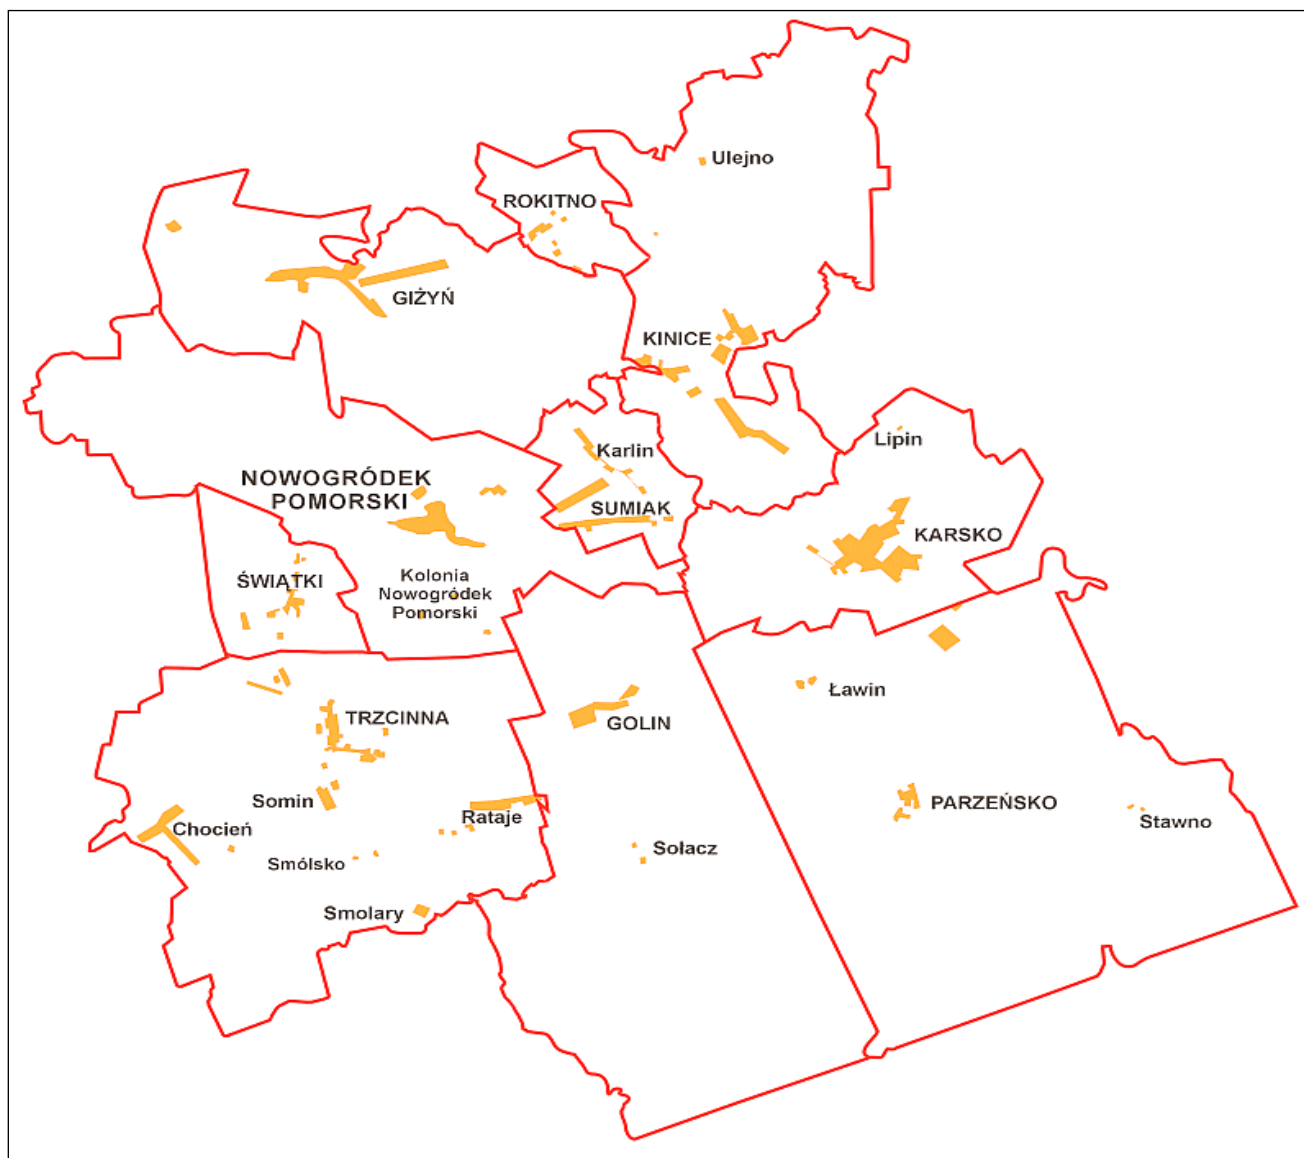 Ulejno
ROKITNO
GIŻYŃ
KINICE
Lipin
Karlin
NOWOGRÓDEK
POMORSKI
SUMIAK
KARSKO
ŚWIĄTKI
Kolonia
Nowogródek
Pomorski
Ławin
TRZCINNA
GOLIN
Somin
PARZEŃSKO
Rataje
Stawno
Chocień
Sołacz
Smólsko
Smolary